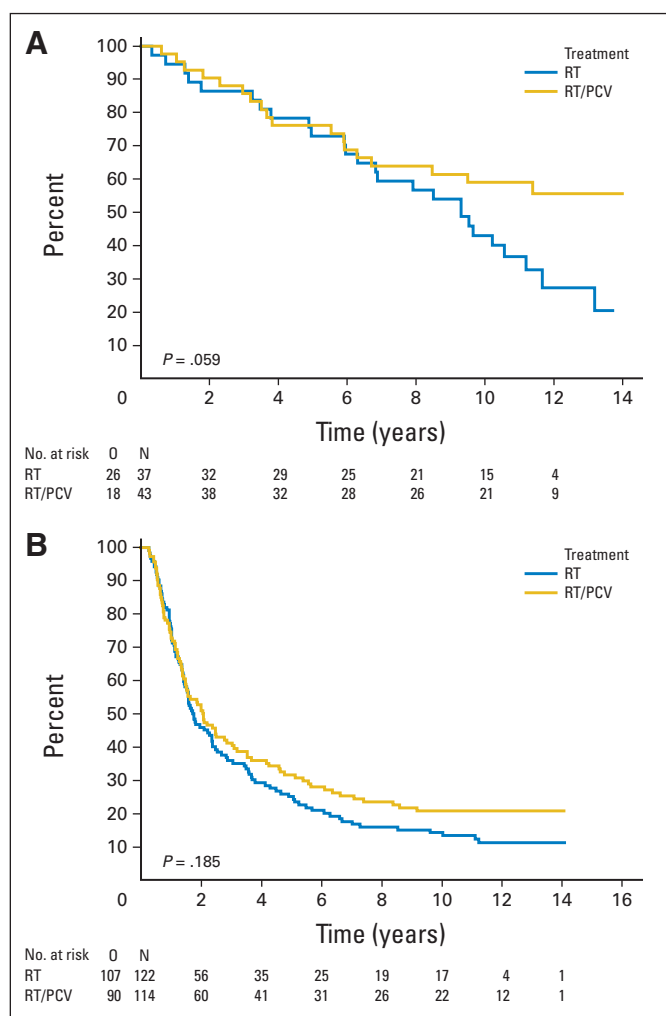 A
Treatment
RT
RT/PCV
100
90
80
70
60
50
40
30
20
10
0
Percent
P = .059
2 4 6 8 10 12 14
Time (years)
No. at risk O N
RT 26 37 32 29 25 21 15 4
RT/PCV 18 43 38 32 28 26 21 9
B
Treatment
RT
RT/PCV
100
90
80
70
60
50
40
30
20
10
0
Percent
P = .185
2 4 6 8 10 12 14 16
Time (years)
No. at risk O N
RT 107 122 56 35 25 19 17 4 1
RT/PCV 90 114 60 41 31 26 22 12 1